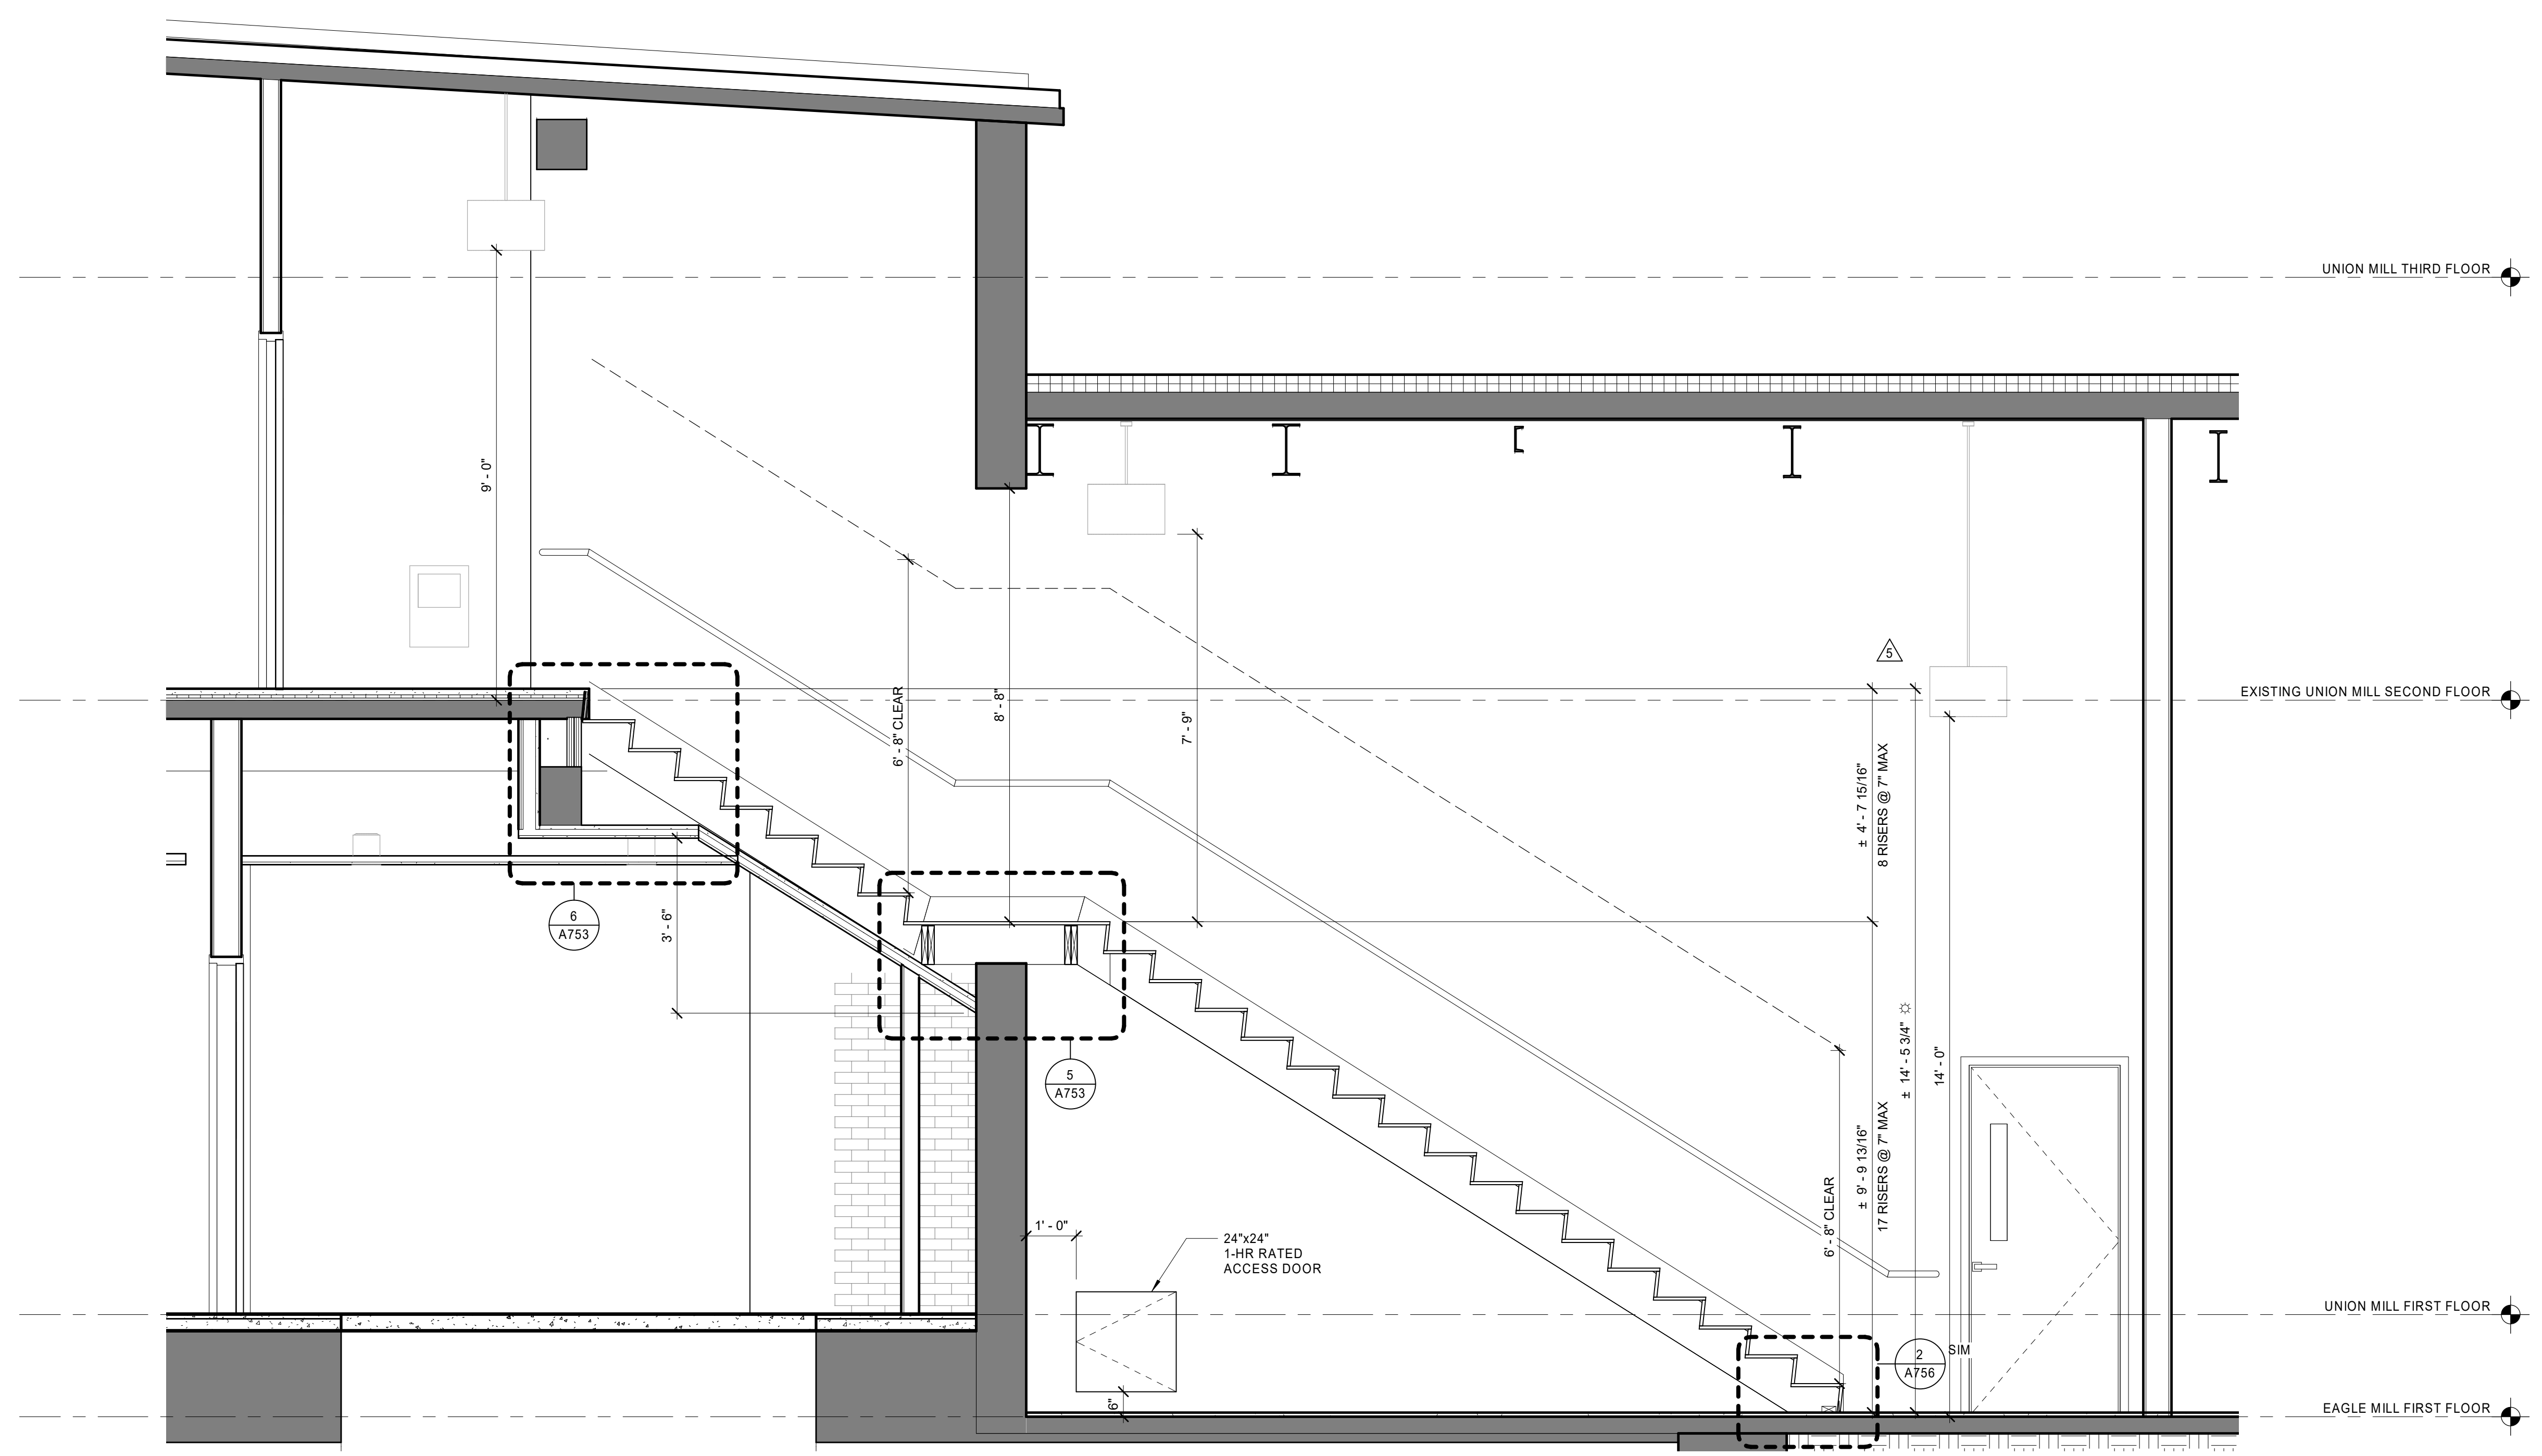 UNION MILL THIRD FLOOR
9' - 0"
5
6' - 8" CLEAR
8' - 8"
7' - 9"
EXISTING UNION MILL SECOND FLOOR
± 4' - 7 15/16"
8 RISERS @ 7" MAX
6
A753
3' - 6"
5
A753
± 14' - 5 3/4"
14' - 0"
± 9' - 9 13/16"
17 RISERS @ 7" MAX
6' - 8" CLEAR
1' - 0"
24"x24"
1-HR RATED
ACCESS DOOR
UNION MILL FIRST FLOOR
2
A756
SIM
6"
EAGLE MILL FIRST FLOOR